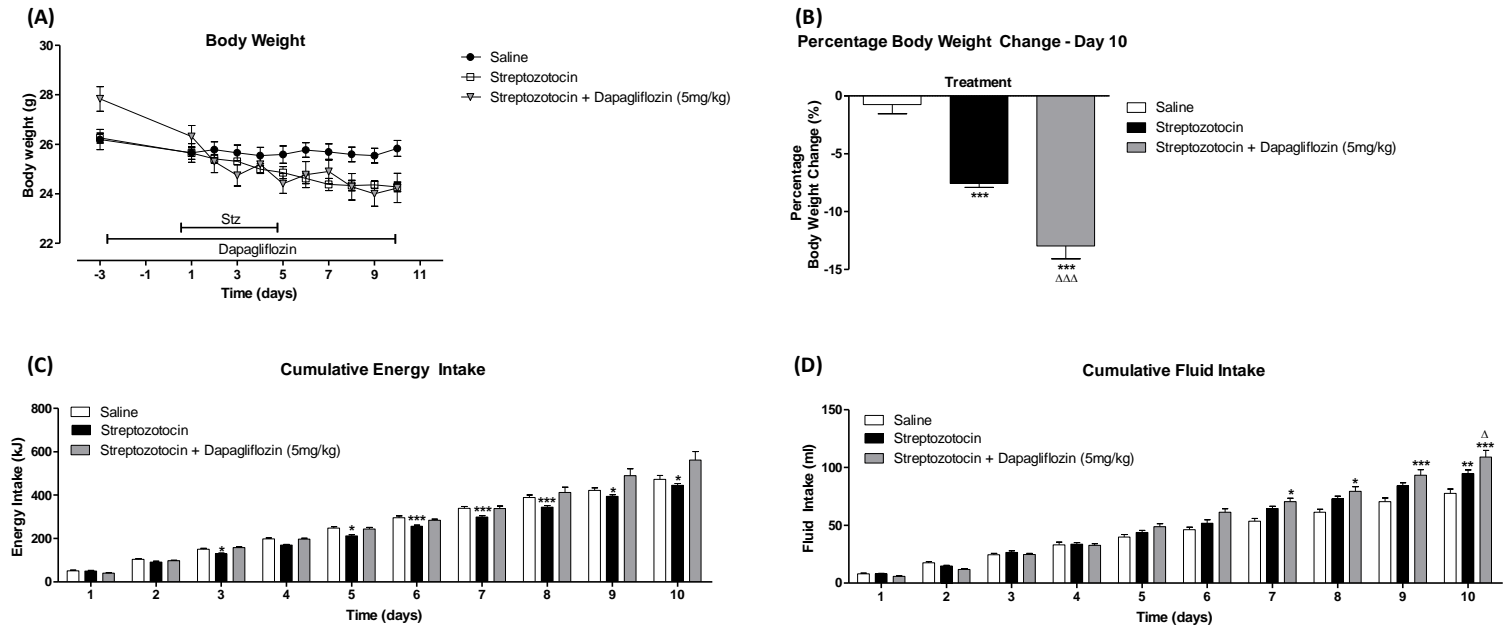 (A)
Body Weight
30
28
26
24
22
Body weight (g)
Saline
Streptozotocin
Streptozotocin + Dapagliflozin (5mg/kg)
Stz
Dapagliflozin
-3 -1 1 3 5 7 9 11
Time (days)
(B)
Percentage Body Weight Change - Day 10
Treatment
0
-5
-10
-15
Percentage
Body Weight Change (%)
***
***
ΔΔΔ
Saline
Streptozotocin
Streptozotocin + Dapagliflozin (5mg/kg)
(C)
Cumulative Energy Intake
800
600
400
200
0
Energy Intake (kJ)
Saline
Streptozotocin
Streptozotocin + Dapagliflozin (5mg/kg)
* * *** *** *** * *
1 2 3 4 5 6 7 8 9 10
Time (days)
(D)
Cumulative Fluid Intake
150
100
50
0
Fluid Intake (ml)
Saline
Streptozotocin
Streptozotocin + Dapagliflozin (5mg/kg)
Δ
* * *** ** ***
1 2 3 4 5 6 7 8 9 10
Time (days)